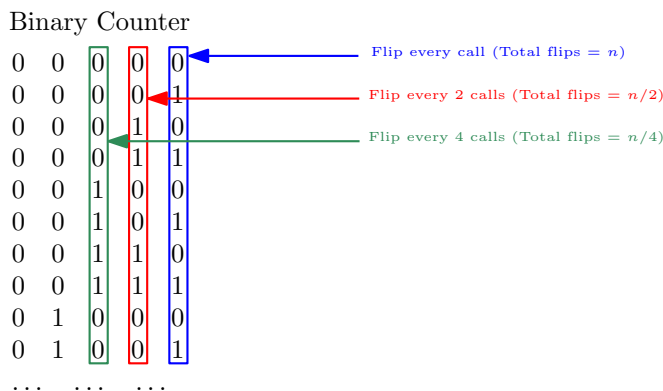 Binary Counter
0 0 0 0 0 Flip every call (Total flips = n)
0 0 0 0 1 Flip every 2 calls (Total flips = n/2)
0 0 0 1 0 Flip every 4 calls (Total flips = n/4)
0 0 0 1 1
0 0 1 0 0
0 0 1 0 1
0 0 1 1 0
0 0 1 1 1
0 1 0 0 0
0 1 0 0 1
... ... ...